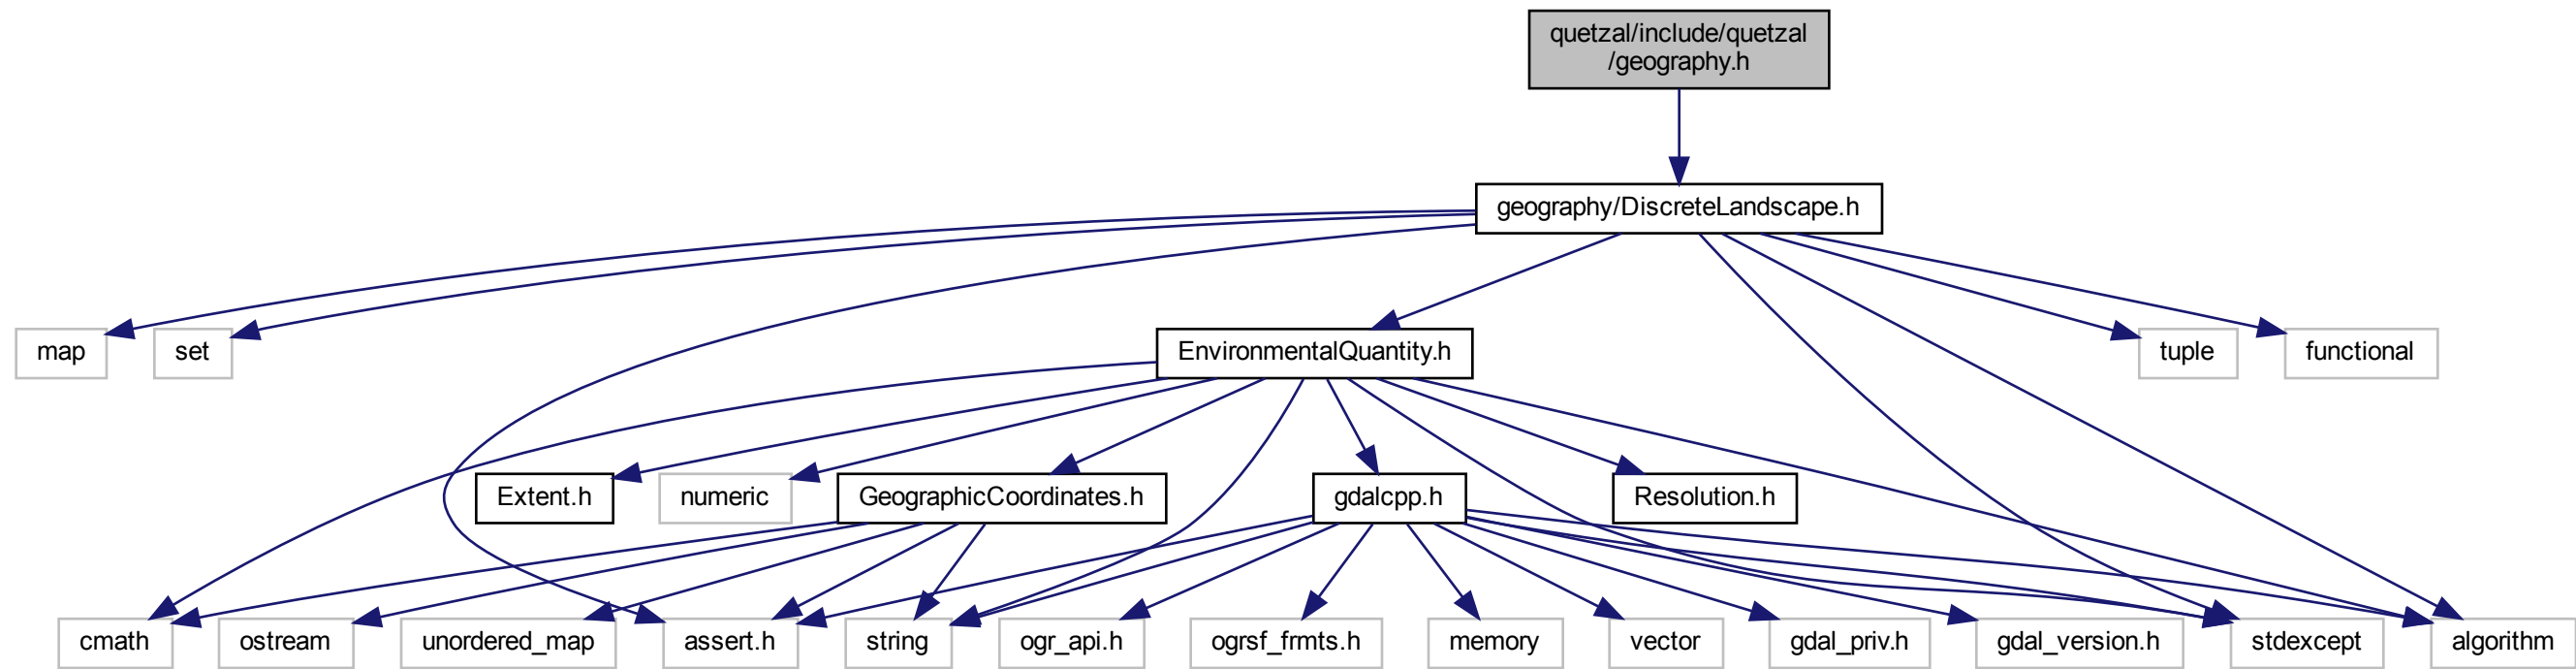 quetzal/include/quetzal
/geography.h
geography/DiscreteLandscape.h
map
set
EnvironmentalQuantity.h
tuple
functional
Extent.h
numeric
GeographicCoordinates.h
gdalcpp.h
Resolution.h
cmath
ostream
unordered_map
assert.h
string
ogr_api.h
ogrsf_frmts.h
memory
vector
gdal_priv.h
gdal_version.h
stdexcept
algorithm